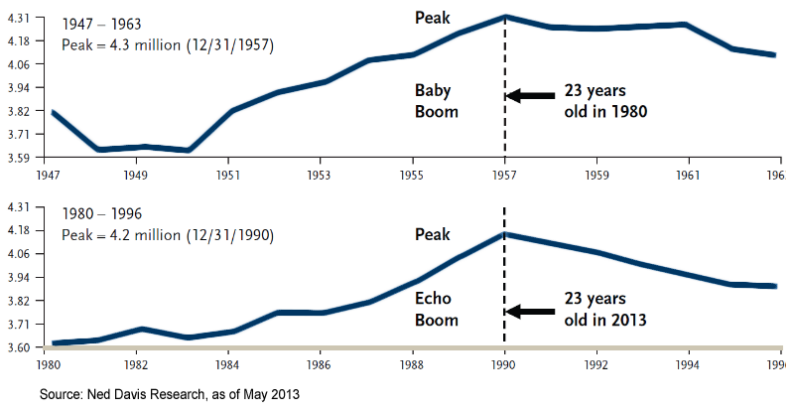 4.31
4.18
4.06
3.94
3.82
3.71
3.59
1947 – 1963
Peak = 4.3 million (12/31/1957)
Peak
Baby
Boom
23 years
old in 1980
1947 1949 1951 1953 1955 1957 1959 1961
4.31
4.18
4.06
3.94
3.82
3.71
3.60
1980 – 1996
Peak = 4.2 million (12/31/1990)
Peak
Echo
Boom
23 years
old in 2013
1980 1982 1984 1986 1988 1990 1992 1994
Source: Ned Davis Research, as of May 2013